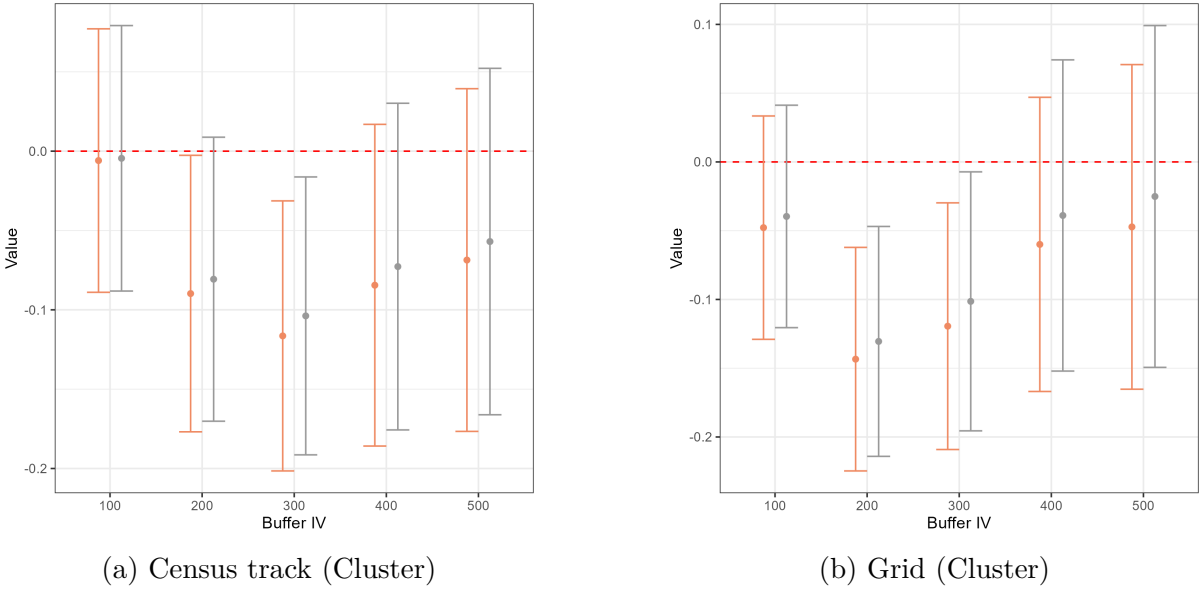 0.0
-0.1
-0.2
Value
100 200 300 400 500
Buffer IV
(a) Census track (Cluster)
0.1
0.0
-0.1
-0.2
Value
100 200 300 400 500
Buffer IV
(b) Grid (Cluster)